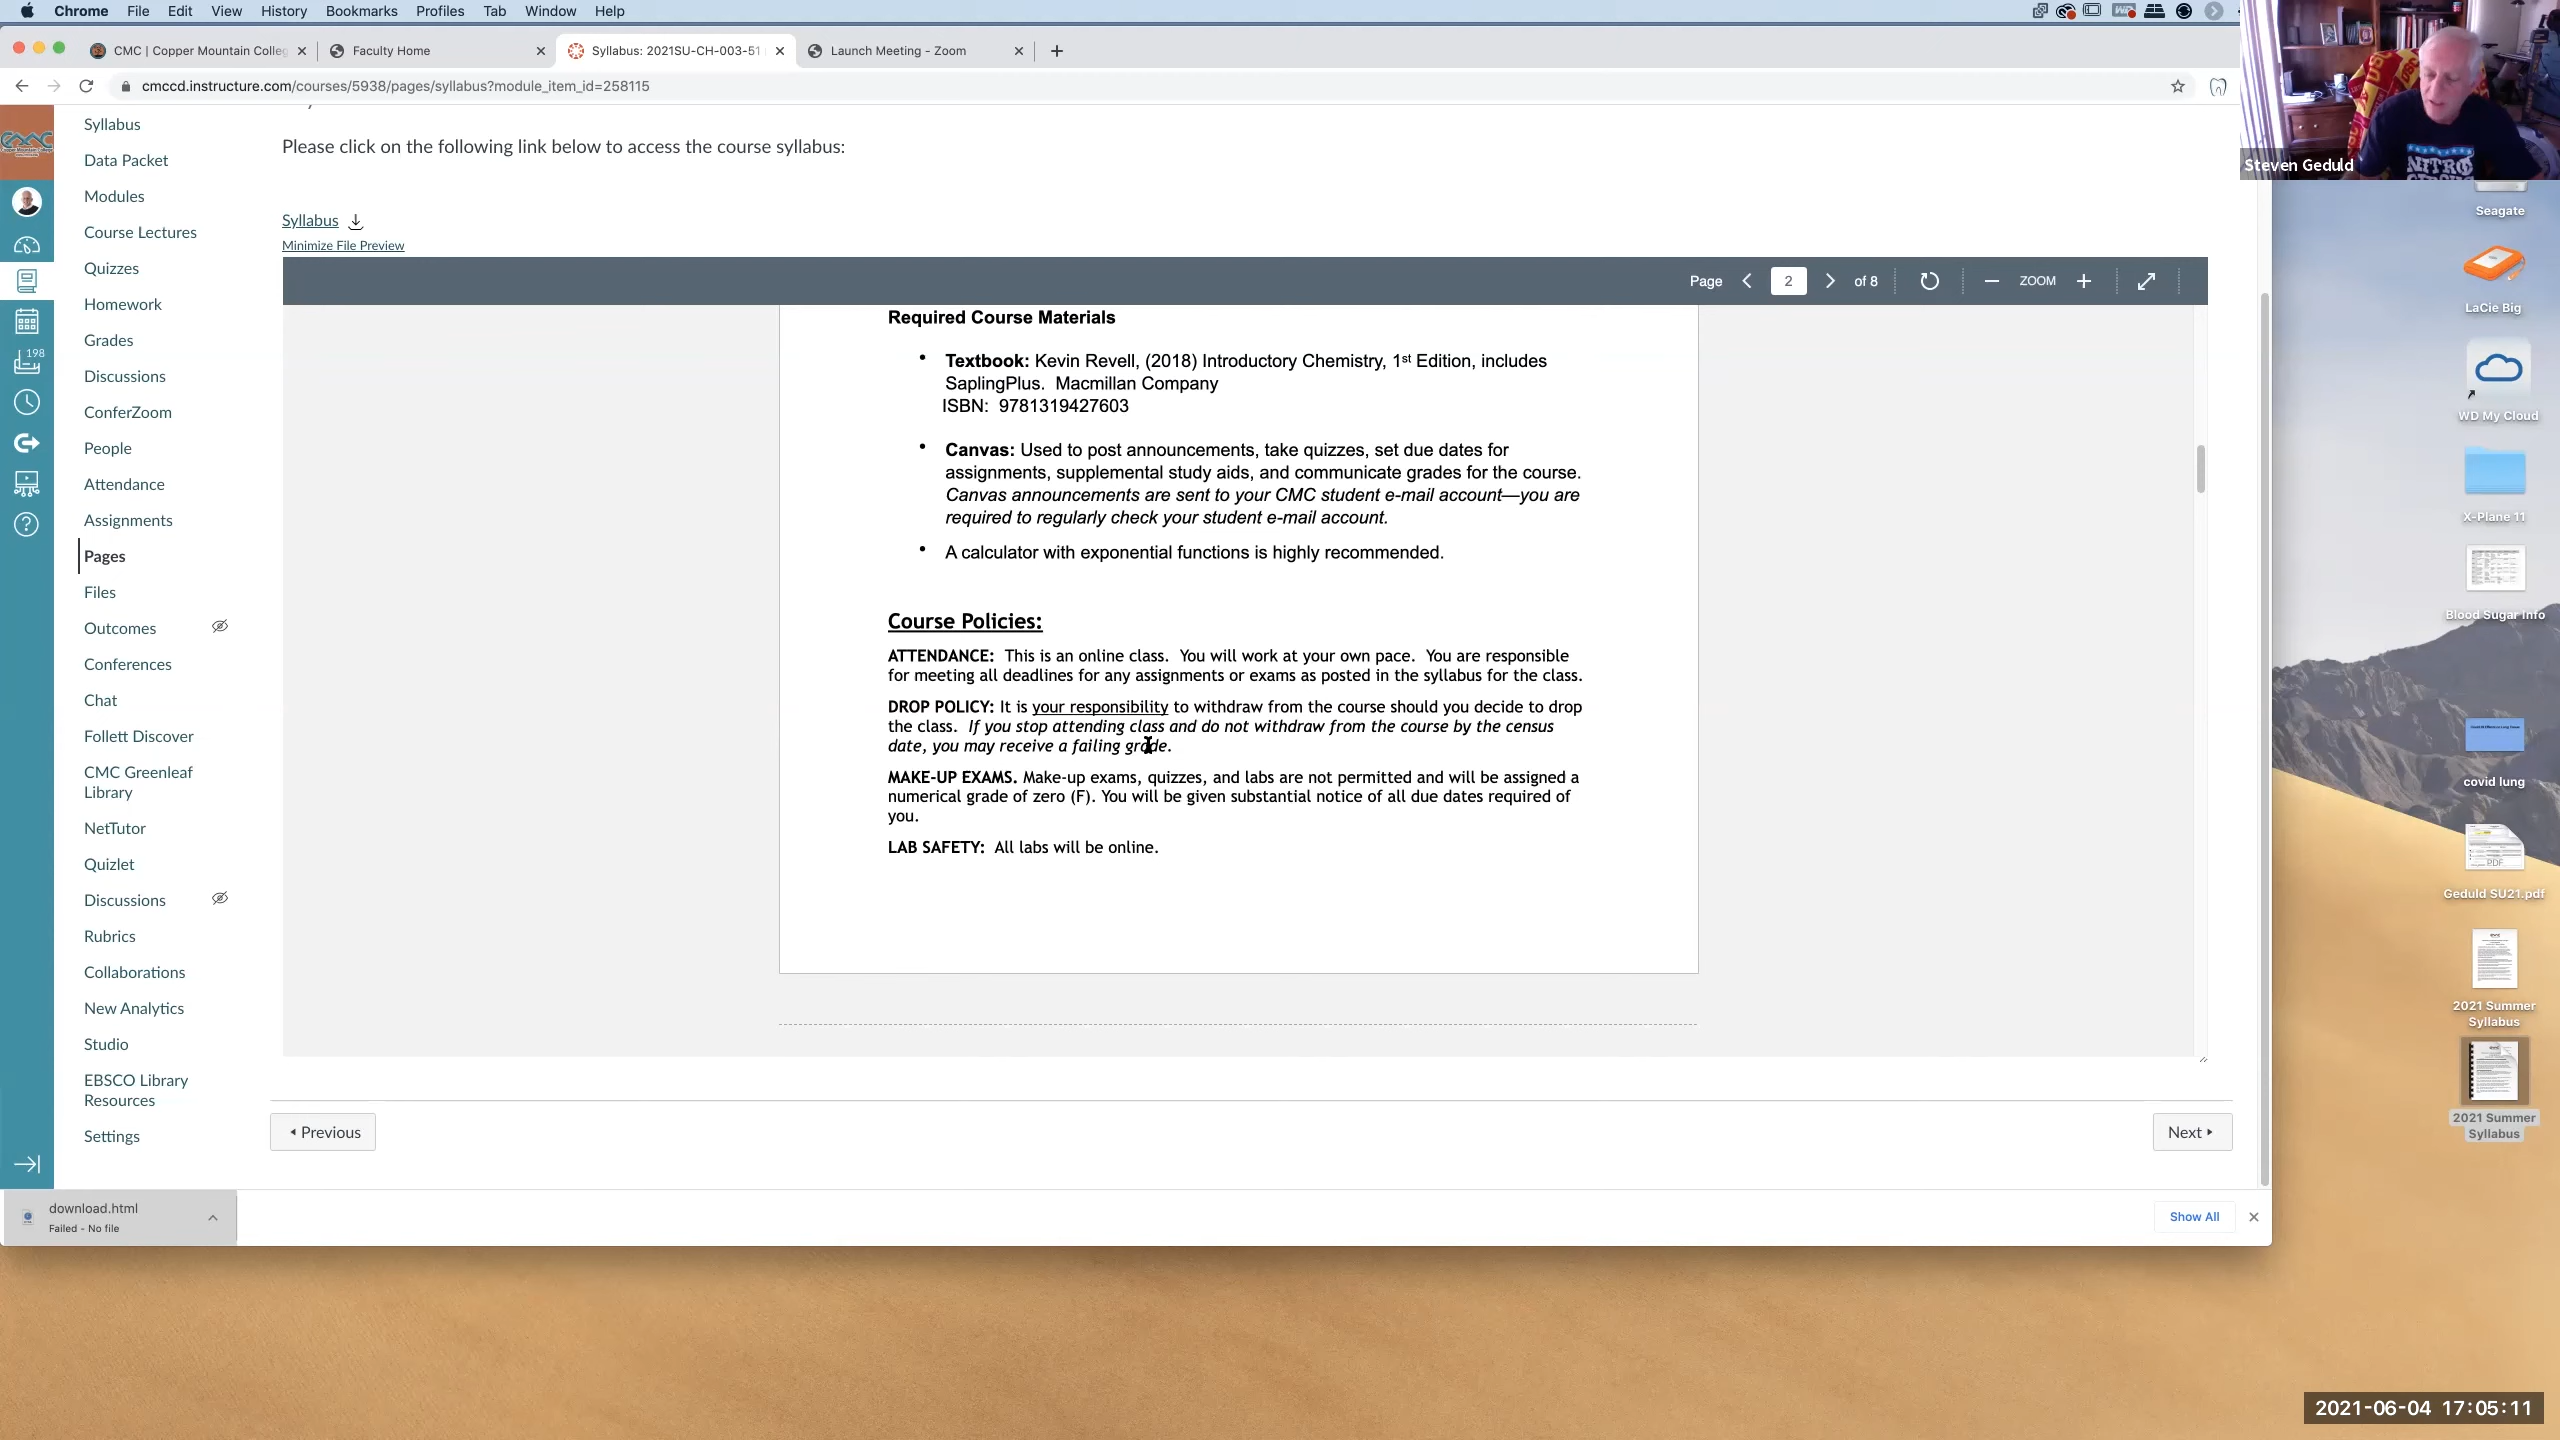 Chrome File Edit View History Bookmarks Profiles Tab Window Help
CMC | Copper Mountain Colleg
Faculty Home
Syllabus: 2021SU-CH-003-51
Launch Meeting - Zoom
cmccd.instructure.com/courses/5938/pages/syllabus?module_item_id=258115
Steven Geduld
NITRO
CIRCUS
198
Syllabus
Data Packet
Modules
Course Lectures
Quizzes
Homework
Grades
Discussions
ConferZoom
People
Attendance
Assignments
Pages
Files
Outcomes
Conferences
Chat
Follett Discover
CMC Greenleaf
Library
NetTutor
Quizlet
Discussions
Rubrics
Collaborations
New Analytics
Studio
EBSCO Library
Resources
Settings
Please click on the following link below to access the course syllabus:
Syllabus
Minimize File Preview
Page 2 of 8 ZOOM
Required Course Materials
• Textbook: Kevin Revell, (2018) Introductory Chemistry, 1st Edition, includes
SaplingPlus. Macmillan Company
ISBN: 9781319427603
• Canvas: Used to post announcements, take quizzes, set due dates for
assignments, supplemental study aids, and communicate grades for the course.
Canvas announcements are sent to your CMC student e-mail account—you are
required to regularly check your student e-mail account.
• A calculator with exponential functions is highly recommended.
Course Policies:
ATTENDANCE: This is an online class. You will work at your own pace. You are responsible
for meeting all deadlines for any assignments or exams as posted in the syllabus for the class.
DROP POLICY: It is your responsibility to withdraw from the course should you decide to drop
the class. If you stop attending class and do not withdraw from the course by the census
date, you may receive a failing grade.
MAKE-UP EXAMS. Make-up exams, quizzes, and labs are not permitted and will be assigned a
numerical grade of zero (F). You will be given substantial notice of all due dates required of
you.
LAB SAFETY: All labs will be online.
Previous
Next
download.html
Failed - No file
Show All
Seagate
LaCie Big
WD My Cloud
X-Plane 11
Blood Sugar Info
covid lung
PDF
Geduld SU21.pdf
2021 Summer
Syllabus
2021 Summer
Syllabus
2021-06-04 17:05:11